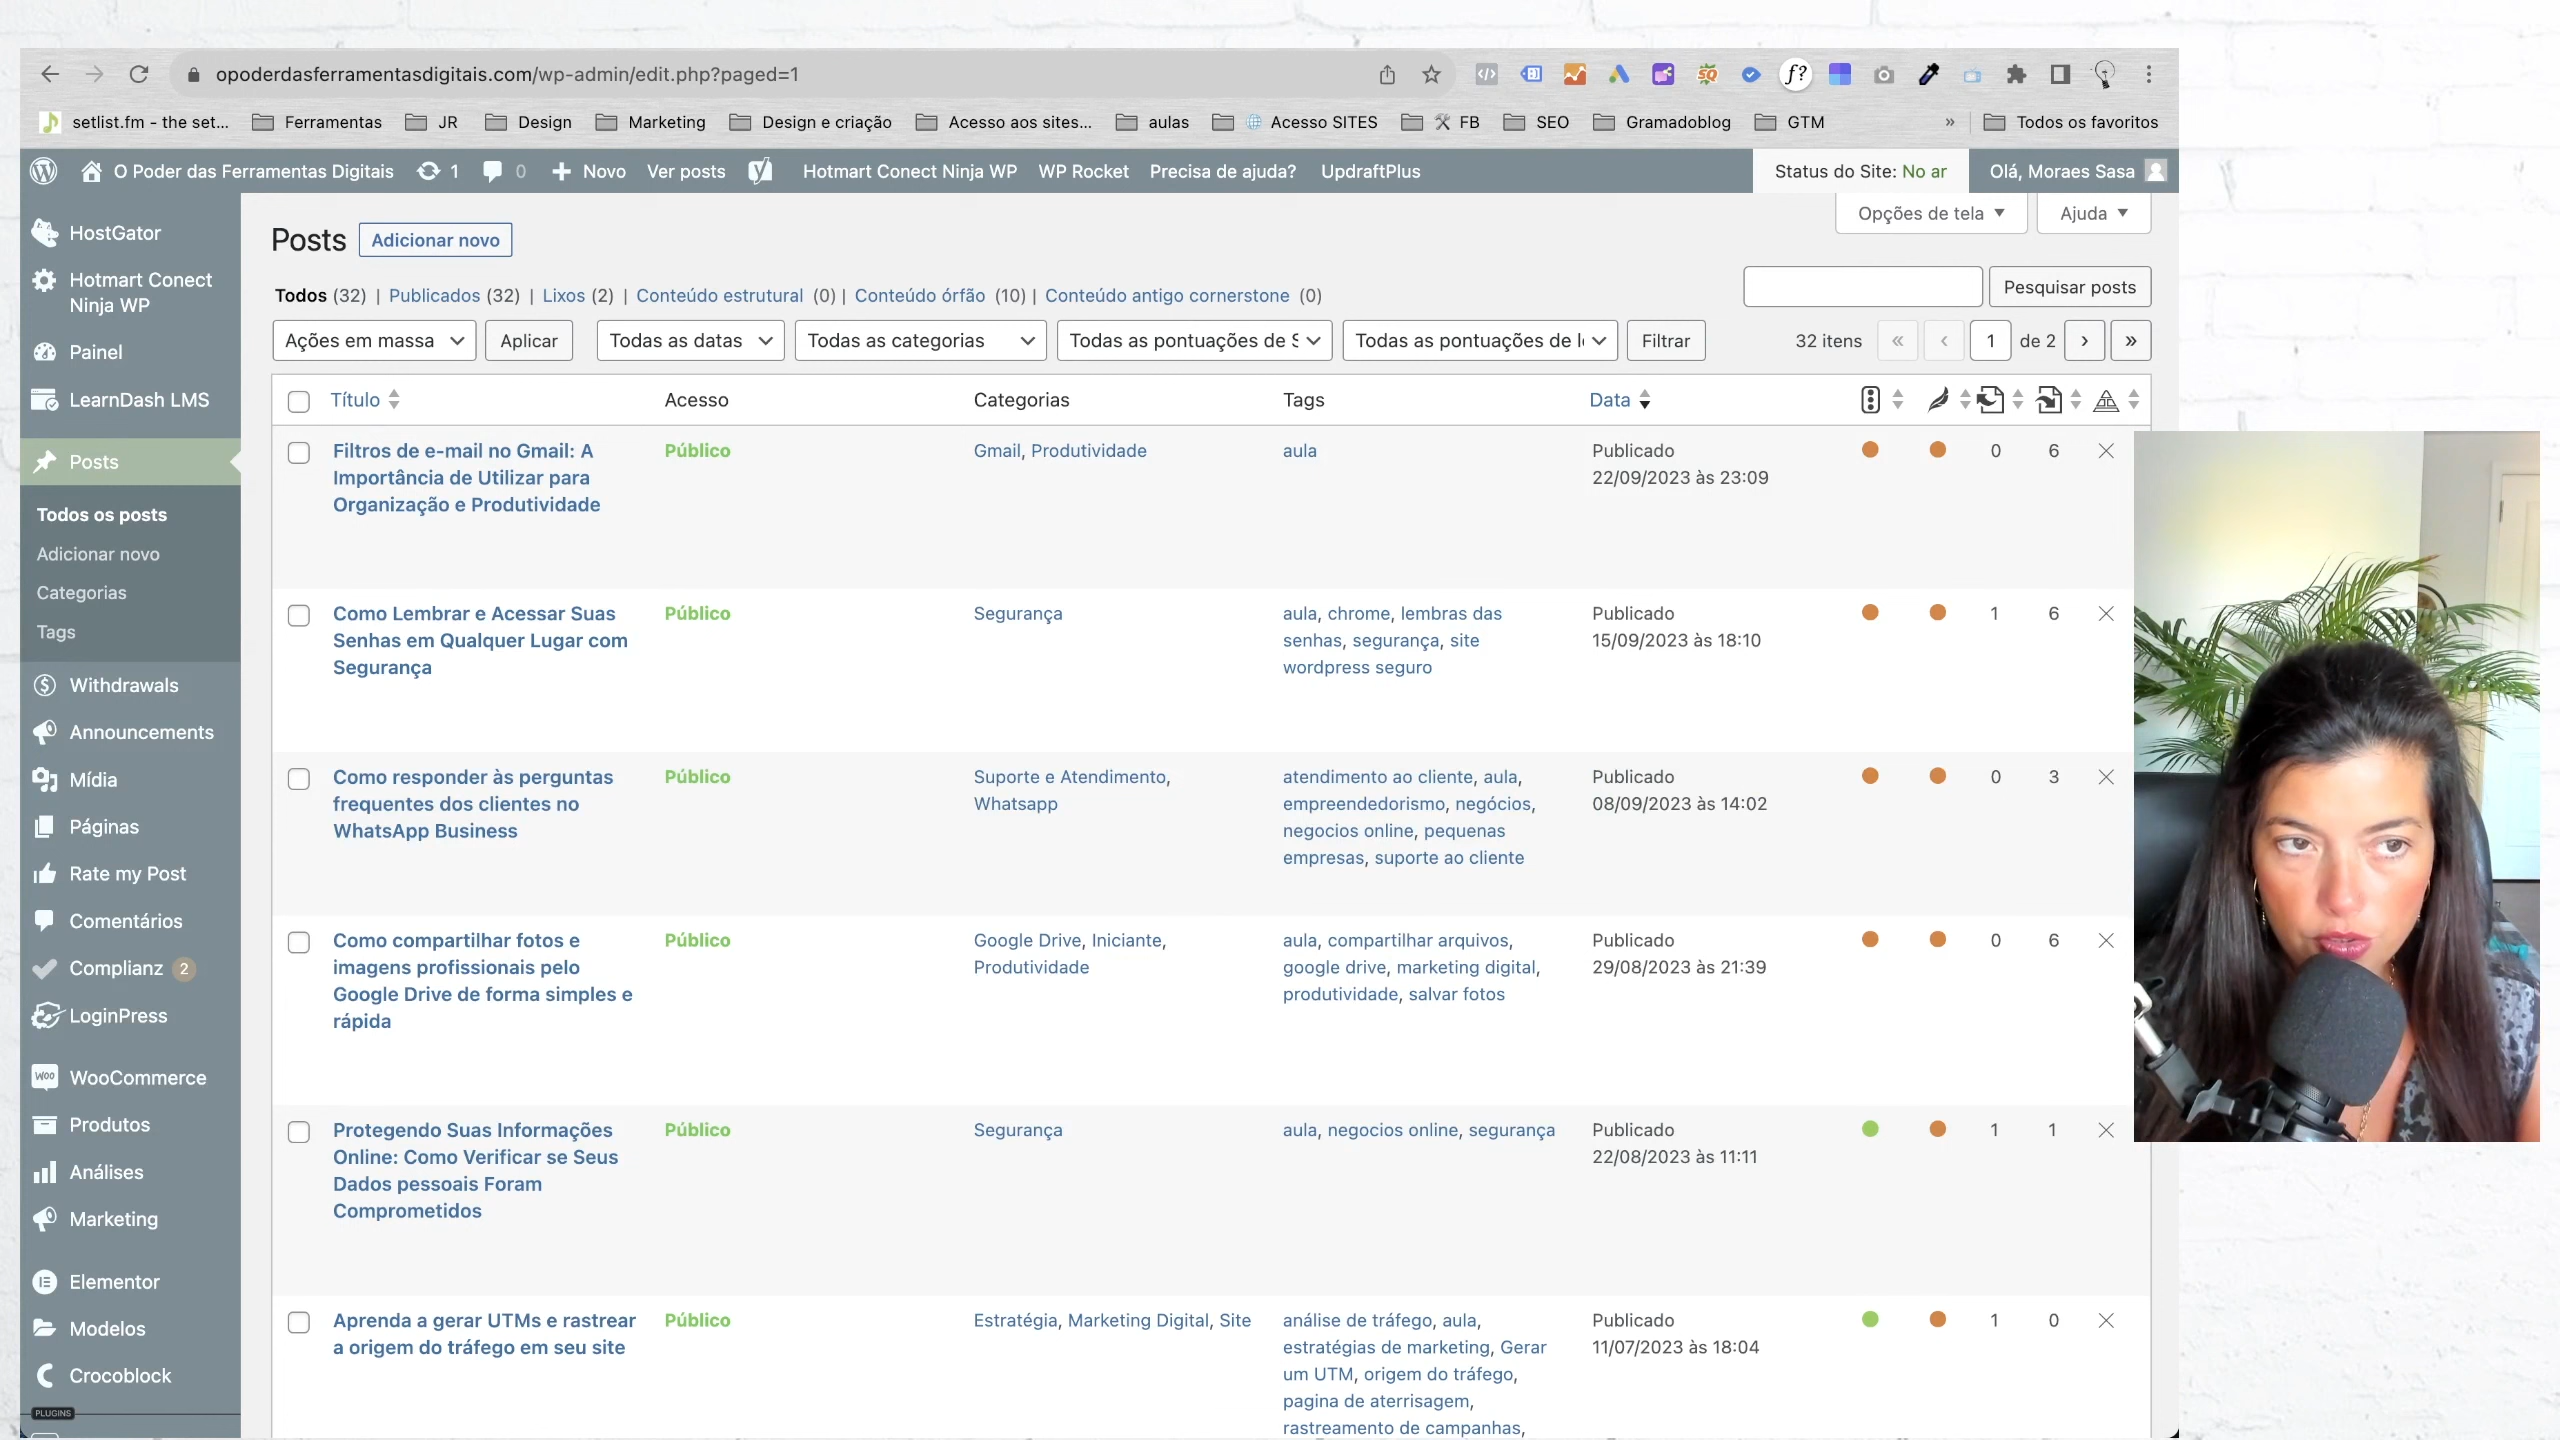 opoderdasferramentasdigitais.com/wp-admin/edit.php?paged=1
setlist.fm - the set... Ferramentas JR Design Marketing Design e criação Acesso aos sites... aulas Acesso SITES FB SEO Gramadoblog GTM » Todos os favoritos
O Poder das Ferramentas Digitais 1 0 Novo Ver posts Hotmart Conect Ninja WP WP Rocket Precisa de ajuda? UpdraftPlus Status do Site: No ar Olá, Moraes Sasa
HostGator
Hotmart Conect
Ninja WP
Painel
LearnDash LMS
Posts
Todos os posts
Adicionar novo
Categorias
Tags
Withdrawals
Announcements
Mídia
Páginas
Rate my Post
Comentários
Complianz 2
LoginPress
WOO WooCommerce
Produtos
Análises
Marketing
Elementor
Modelos
Crocoblock
PLUGINS
Opções de tela Ajuda
Posts Adicionar novo
Todos (32) | Publicados (32) | Lixos (2) | Conteúdo estrutural (0) | Conteúdo órfão (10) | Conteúdo antigo cornerstone (0)
Pesquisar posts
Ações em massa Aplicar Todas as datas Todas as categorias Todas as pontuações de S Todas as pontuações de l Filtrar 32 itens « ‹ 1 de 2 › »
Título Acesso Categorias Tags Data
Filtros de e-mail no Gmail: A
Importância de Utilizar para
Organização e Produtividade
Público
Gmail, Produtividade
aula
Publicado
22/09/2023 às 23:09
0 6
Como Lembrar e Acessar Suas
Senhas em Qualquer Lugar com
Segurança
Público
Segurança
aula, chrome, lembras das
senhas, segurança, site
wordpress seguro
Publicado
15/09/2023 às 18:10
1 6
Como responder às perguntas
frequentes dos clientes no
WhatsApp Business
Público
Suporte e Atendimento,
Whatsapp
atendimento ao cliente, aula,
empreendedorismo, negócios,
negocios online, pequenas
empresas, suporte ao cliente
Publicado
08/09/2023 às 14:02
0 3
Como compartilhar fotos e
imagens profissionais pelo
Google Drive de forma simples e
rápida
Público
Google Drive, Iniciante,
Produtividade
aula, compartilhar arquivos,
google drive, marketing digital,
produtividade, salvar fotos
Publicado
29/08/2023 às 21:39
0 6
Protegendo Suas Informações
Online: Como Verificar se Seus
Dados pessoais Foram
Comprometidos
Público
Segurança
aula, negocios online, segurança
Publicado
22/08/2023 às 11:11
1 1
Aprenda a gerar UTMs e rastrear
a origem do tráfego em seu site
Público
Estratégia, Marketing Digital, Site
análise de tráfego, aula,
estratégias de marketing, Gerar
um UTM, origem do tráfego,
pagina de aterrisagem,
rastreamento de campanhas,
Publicado
11/07/2023 às 18:04
1 0